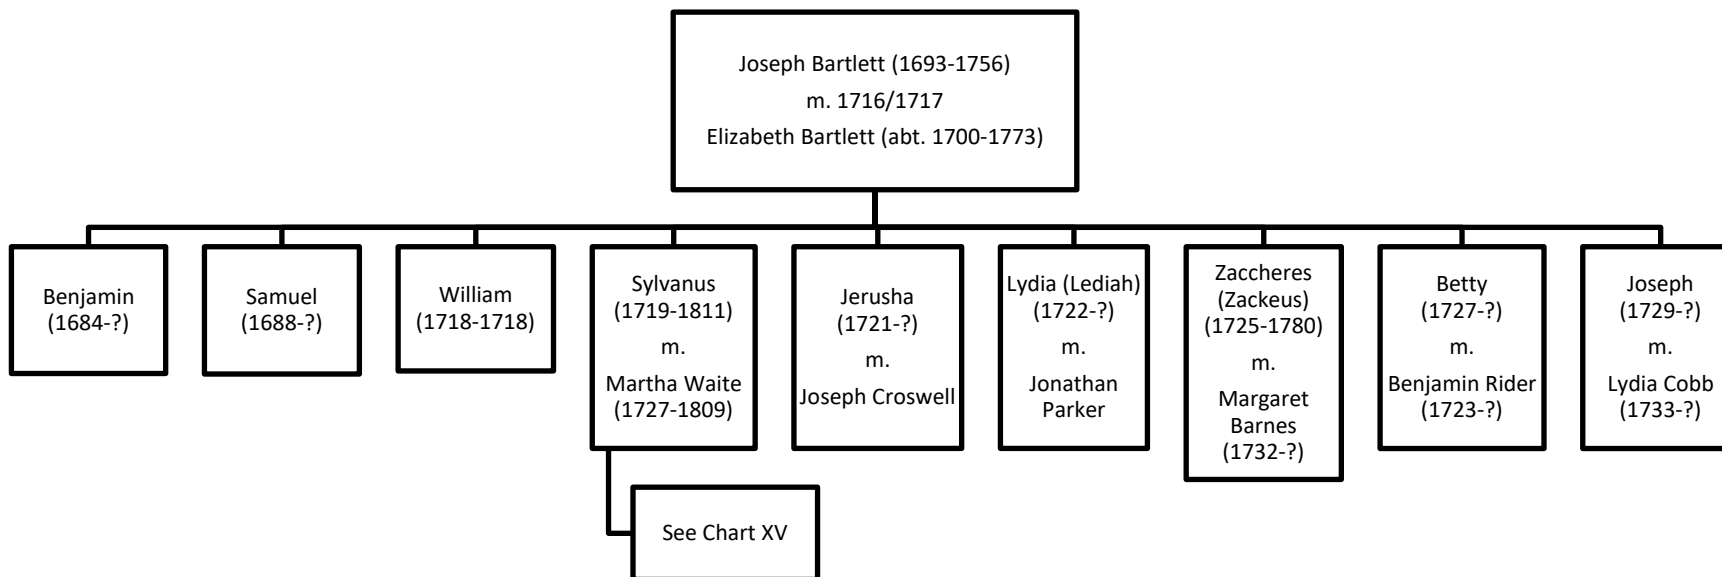 Joseph Bartlett (1693-1756)
m. 1716/1717
Elizabeth Bartlett (abt. 1700-1773)
Benjamin
(1684-?)
Samuel
(1688-?)
William
(1718-1718)
Sylvanus
(1719-1811)
m.
Martha Waite
(1727-1809)
Jerusha
(1721-?)
m.
Joseph Croswell
Lydia (Lediah)
(1722-?)
m.
Jonathan
Parker
Zaccheres
(Zackeus)
(1725-1780)
m.
Margaret
Barnes
(1732-?)
Betty
(1727-?)
m.
Benjamin Rider
(1723-?)
Joseph
(1729-?)
m.
Lydia Cobb
(1733-?)
See Chart XV